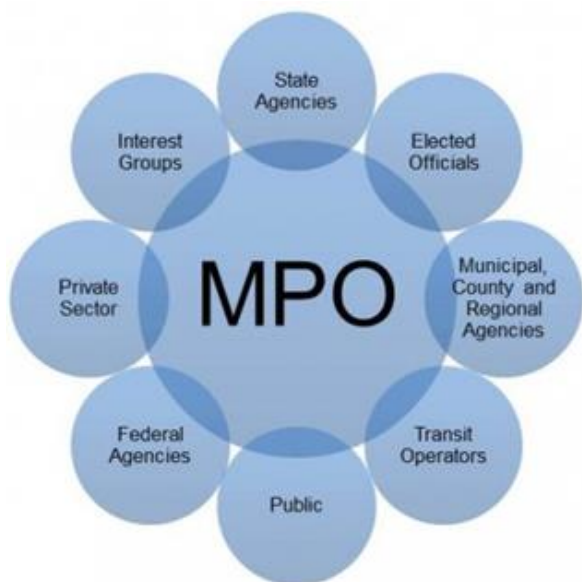 State
Agencies
Elected
Officials
Municipal,
County and
Regional
Agencies
Transit
Operators
Public
Federal
Agencies
Private
Sector
Interest
Groups
MPO